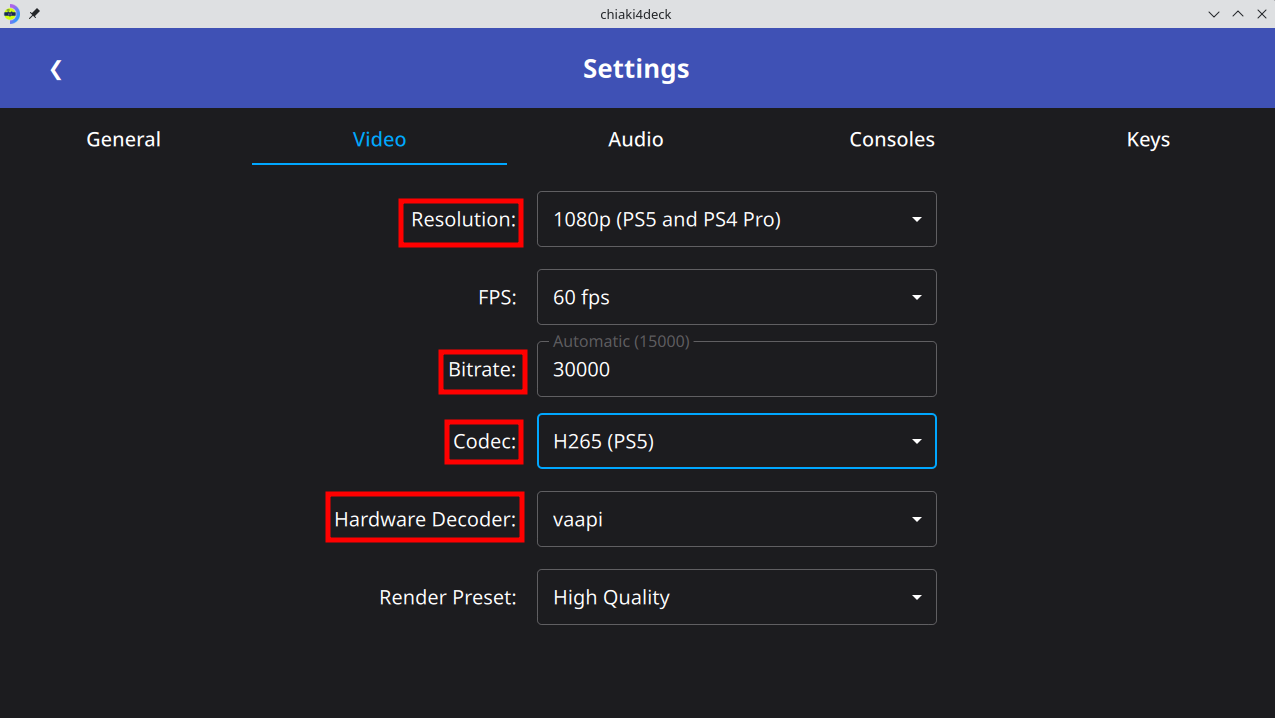 chiaki4deck
Settings
General Video Audio Consoles Keys
Resolution: 1080p (PS5 and PS4 Pro)
FPS: 60 fps
Automatic (15000)
Bitrate: 30000
Codec: H265 (PS5)
Hardware Decoder: vaapi
Render Preset: High Quality